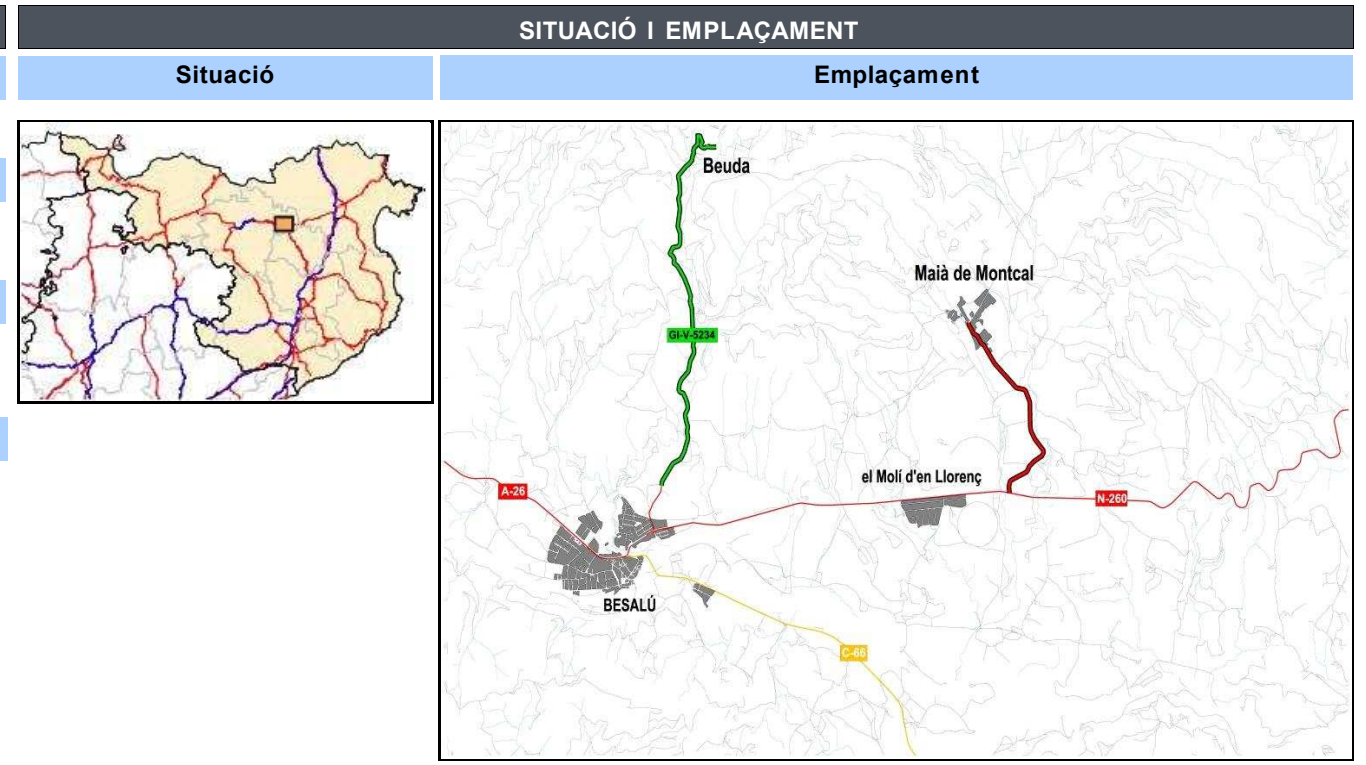 SITUACIÓ I EMPLAÇAMENT
Situació
Emplaçament
Beuda
Maià de Montcal
GI-V-5234
el Molí d'en Llorenç
A-26
N-260
BESALÚ
C-66